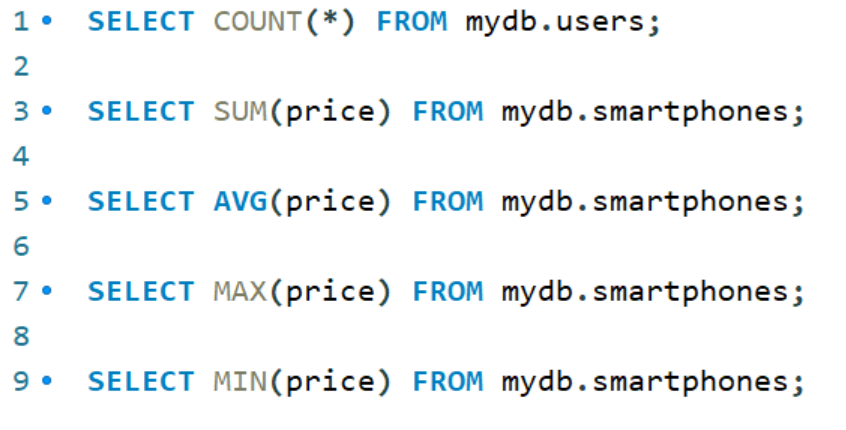 1 • SELECT COUNT(*) FROM mydb.users;
2
3 • SELECT SUM(price) FROM mydb.smartphones;
4
5 • SELECT AVG(price) FROM mydb.smartphones;
6
7 • SELECT MAX(price) FROM mydb.smartphones;
8
9 • SELECT MIN(price) FROM mydb.smartphones;